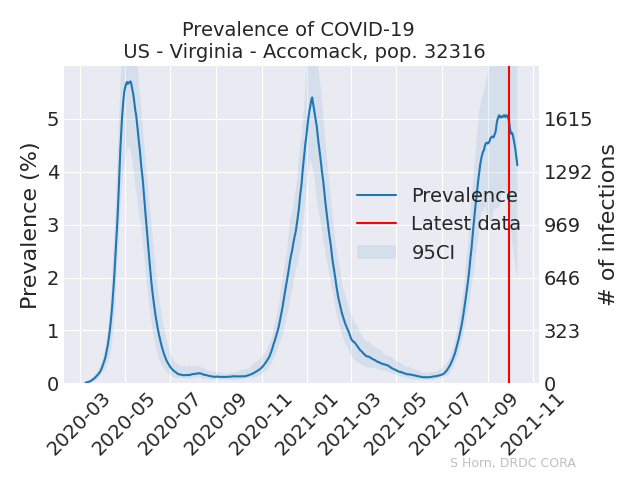 Prevalence of COVID-19
US - Virginia - Accomack, pop. 32316
Prevalence (%)
5
4
3
2
1
0
1615
1292
969
646
323
0
# of infections
Prevalence
Latest data
95CI
2020-03
2020-05
2020-07
2020-09
2020-11
2021-01
2021-03
2021-05
2021-07
2021-09
2021-11
S Horn, DRDC CORA